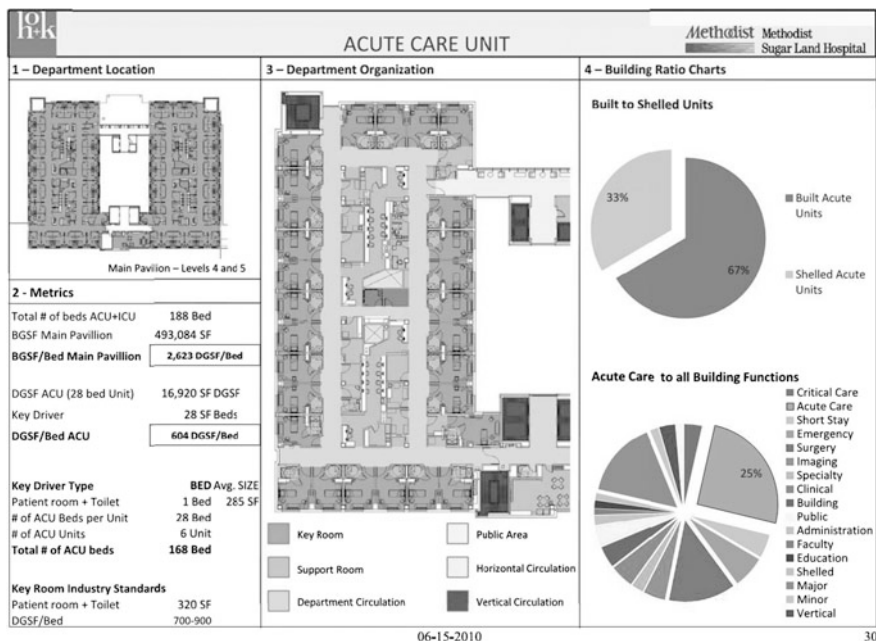 hok
ACUTE CARE UNIT
Methodist Methodist
Sugar Land Hospital
1 – Department Location
Main Pavilion – Levels 4 and 5
2 - Metrics
Total # of beds ACU+ICU 188 Bed
BGSF Main Pavillion 493,084 SF
BGSF/Bed Main Pavillion 2,623 DGSF/Bed
DGSF ACU (28 bed Unit) 16,920 SF DGSF
Key Driver 28 SF Beds
DGSF/Bed ACU 604 DGSF/Bed
Key Driver Type BED Avg. SIZE
Patient room + Toilet 1 Bed 285 SF
# of ACU Beds per Unit 28 Bed
# of ACU Units 6 Unit
Total # of ACU beds 168 Bed
Key Room Industry Standards
Patient room + Toilet 320 SF
DGSF/Bed 700-900
3 – Department Organization
Key Room
Support Room
Department Circulation
Public Area
Horizontal Circulation
Vertical Circulation
4 – Building Ratio Charts
Built to Shelled Units
33%
67%
Built Acute
Units
Shelled Acute
Units
Acute Care to all Building Functions
25%
Critical Care
Acute Care
Short Stay
Emergency
Surgery
Imaging
Specialty
Clinical
Building
Public
Administration
Faculty
Education
Shelled
Major
Minor
Vertical
06-15-2010
30